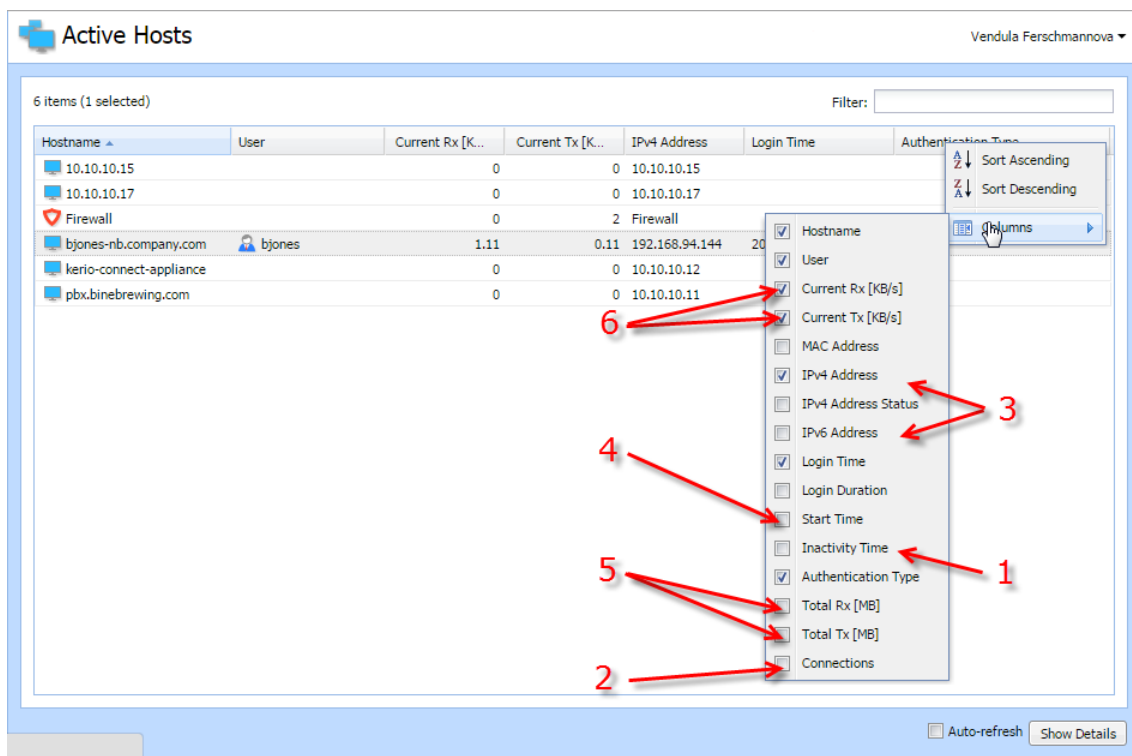 Active Hosts
Vendula Ferschmannova
6 items (1 selected)
Filter:
Hostname User Current Rx [K... Current Tx [K... IPv4 Address Login Time Authentication Type
10.10.10.15 0 0 10.10.10.15
10.10.10.17 0 0 10.10.10.17
Firewall 0 2 Firewall
bjones-nb.company.com bjones 1.11 0.11 192.168.94.144 20
kerio-connect-appliance 0 0 10.10.10.12
pbx.binebrewing.com 0 0 10.10.10.11
Sort Ascending
Sort Descending
Columns
Hostname
User
Current Rx [KB/s]
6
Current Tx [KB/s]
MAC Address
IPv4 Address
IPv4 Address Status
3
IPv6 Address
4
Login Time
Login Duration
Start Time
Inactivity Time
5
1
Authentication Type
Total Rx [MB]
Total Tx [MB]
2
Connections
Auto-refresh
Show Details